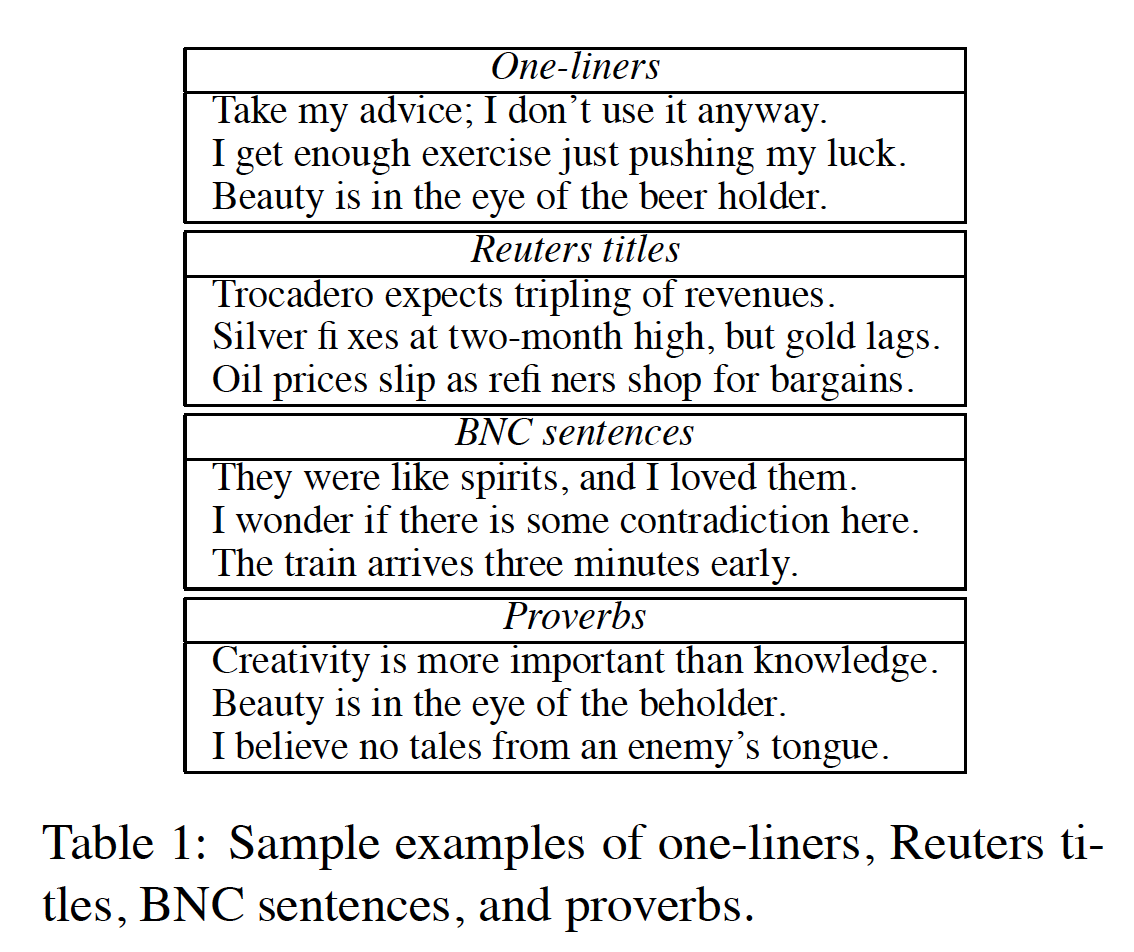 One-liners
Take my advice; I don’t use it anyway.
I get enough exercise just pushing my luck.
Beauty is in the eye of the beer holder.
Reuters titles
Trocadero expects tripling of revenues.
Silver fi xes at two-month high, but gold lags.
Oil prices slip as refi ners shop for bargains.
BNC sentences
They were like spirits, and I loved them.
I wonder if there is some contradiction here.
The train arrives three minutes early.
Proverbs
Creativity is more important than knowledge.
Beauty is in the eye of the beholder.
I believe no tales from an enemy’s tongue.
Table 1: Sample examples of one-liners, Reuters ti-
tles, BNC sentences, and proverbs.